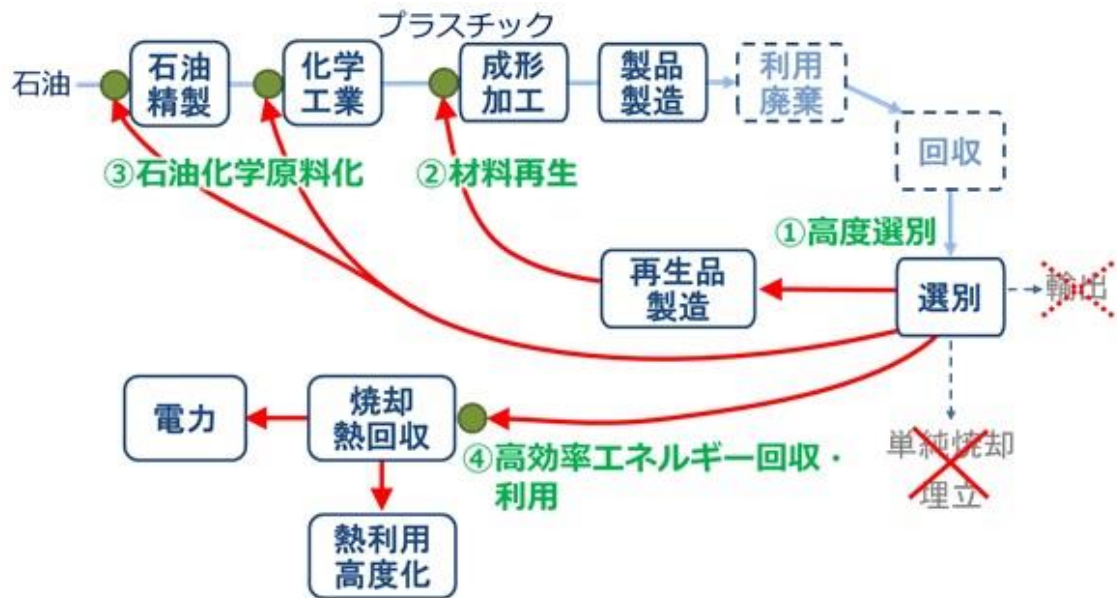 プラスチック
石油
石油
精製
化学
工業
成形
加工
製品
製造
利用
廃棄
回収
③石油化学原料化
②材料再生
①高度選別
再生品
製造
選別
輸出
電力
焼却
熱回収
④高効率エネルギー回収・
利用
単純焼却
埋立
熱利用
高度化